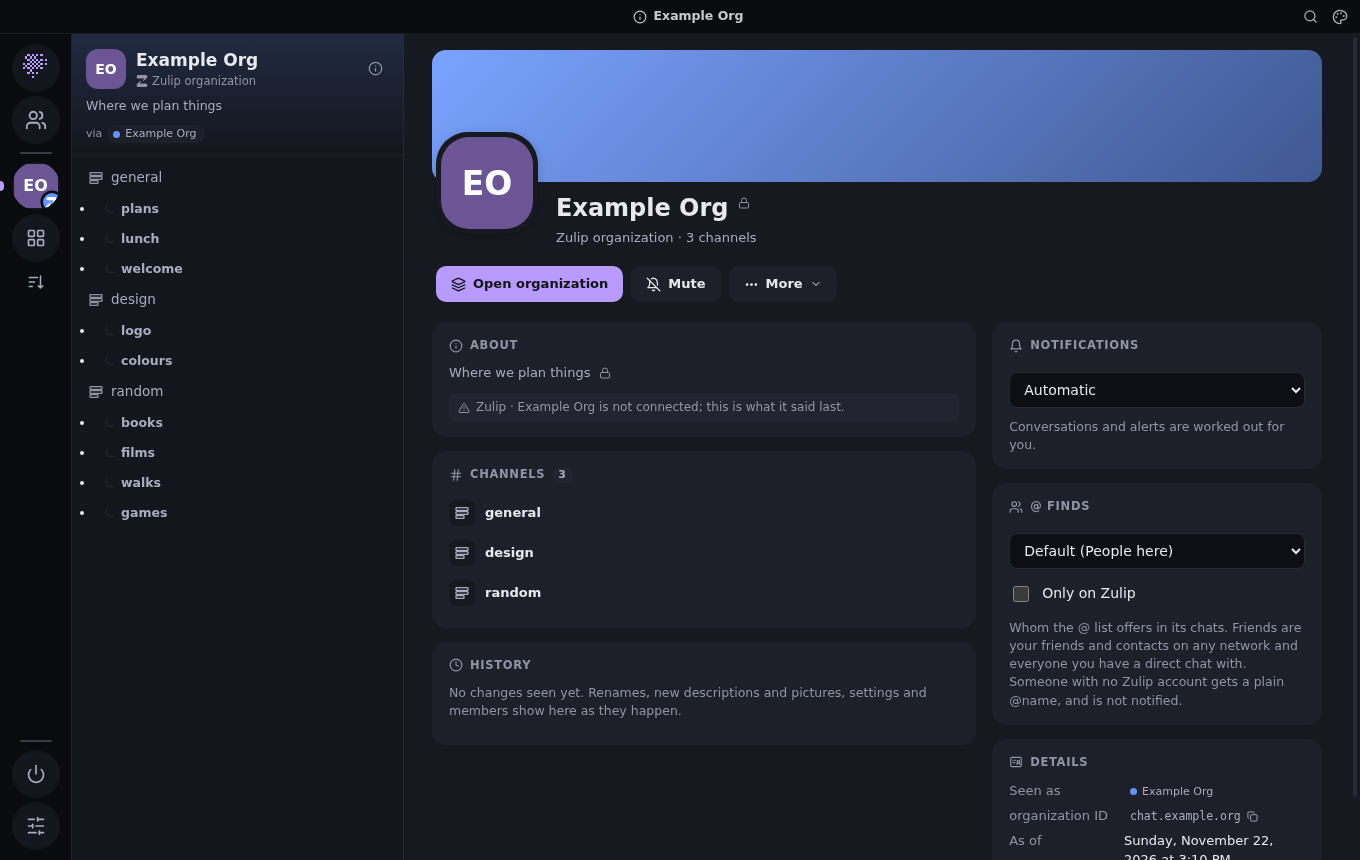 Example Org
EO
Example Org
Zulip organization
Where we plan things
via Example Org
EO
general
plans
lunch
welcome
design
logo
colours
random
books
films
walks
games
EO
Example Org
Zulip organization · 3 channels
Open organization
Mute
More
ABOUT
Where we plan things
Zulip · Example Org is not connected; this is what it said last.
CHANNELS 3
general
design
random
HISTORY
No changes seen yet. Renames, new descriptions and pictures, settings and
members show here as they happen.
NOTIFICATIONS
Automatic
Conversations and alerts are worked out for
you.
@ FINDS
Default (People here)
Only on Zulip
Whom the @ list offers in its chats. Friends are
your friends and contacts on any network and
everyone you have a direct chat with.
Someone with no Zulip account gets a plain
@name, and is not notified.
DETAILS
Seen as Example Org
organization ID chat.example.org
As of Sunday, November 22,
2026 at 3:10 PM